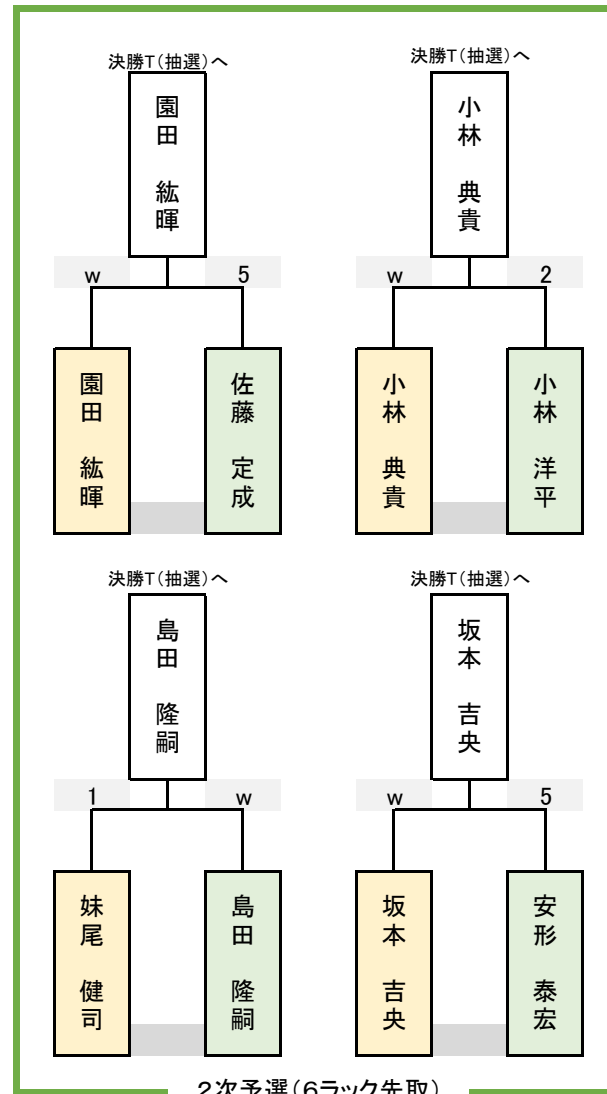 決勝T(抽選)へ
園田 紘暉
w 5
園田 紘暉
佐藤 定成
決勝T(抽選)へ
小林 典貴
w 2
小林 典貴
小林 洋平
決勝T(抽選)へ
島田 隆嗣
1 w
妹尾 健司
島田 隆嗣
決勝T(抽選)へ
坂本 吉央
w 5
坂本 吉央
安形 泰宏
2次予選(6ラック先取)